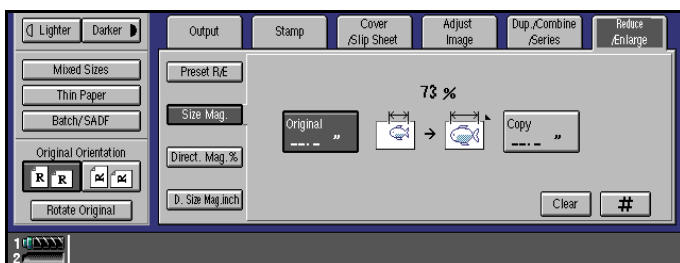 Lighter
Darker
Mixed Sizes
Thin Paper
Batch/SADF
Original Orientation
R R R R
Rotate Original
1
2
Output
Stamp
Cover
/Slip Sheet
Adjust
Image
Dup./Combine
/Series
Reduce
/Enlarge
Preset R/E
Size Mag.
Direct. Mag.%
D. Size Mag.inch
73 %
Original
--.- "
→
Copy
--.- "
Clear
#